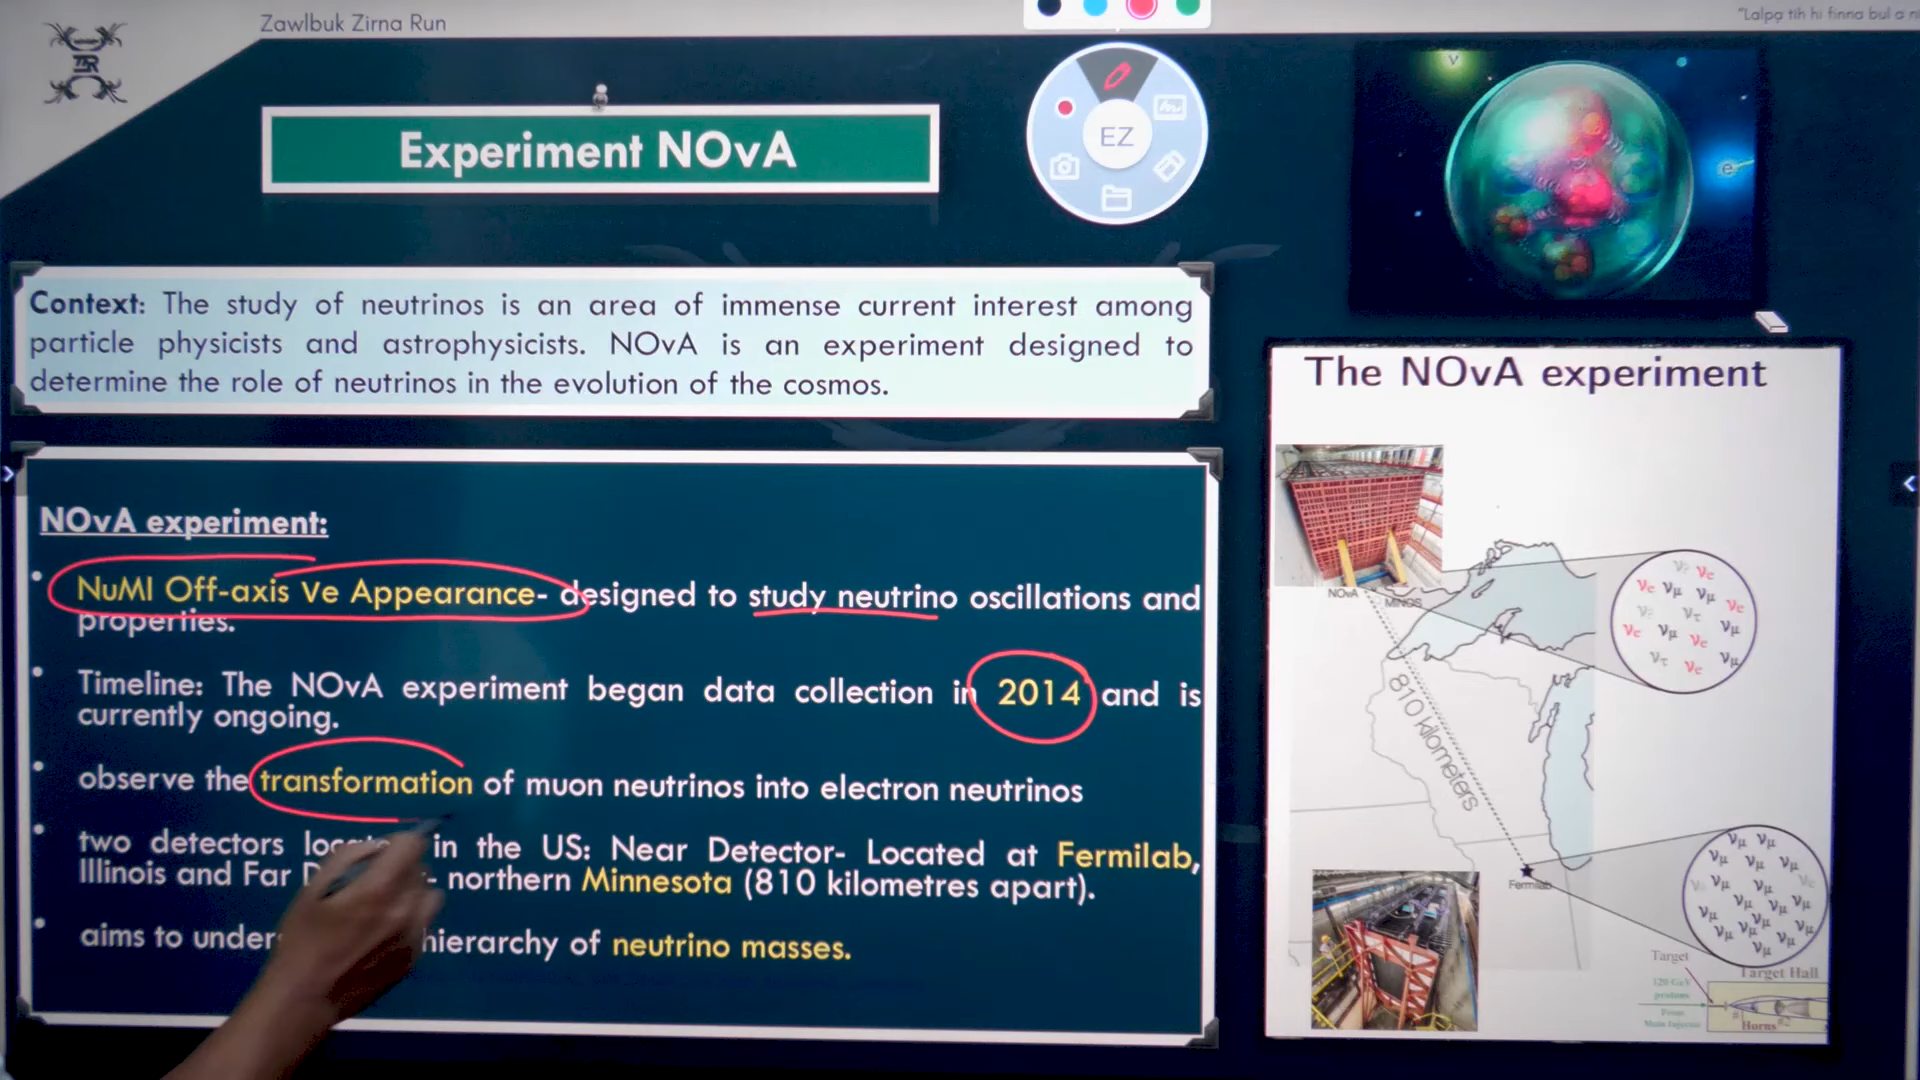 Zawlbuk Zirna Run
"Lalpa tih hi finna bul a ni
Experiment NOvA
EZ
Context: The study of neutrinos is an area of immense current interest among
particle physicists and astrophysicists. NOvA is an experiment designed to
determine the role of neutrinos in the evolution of the cosmos.
NOvA experiment:
• NuMI Off-axis Ve Appearance- designed to study neutrino oscillations and
properties.
• Timeline: The NOvA experiment began data collection in 2014 and is
currently ongoing.
• observe the transformation of muon neutrinos into electron neutrinos
• two detectors in the US: Near Detector- Located at Fermilab,
Illinois and Far - northern Minnesota (810 kilometres apart).
• aims to hierarchy of neutrino masses.
The NOvA experiment
NOvA
MINOS
810 kilometers
Fermilab
Target
Target Hall
120 GeV
protons
From
Main Injector
Horns